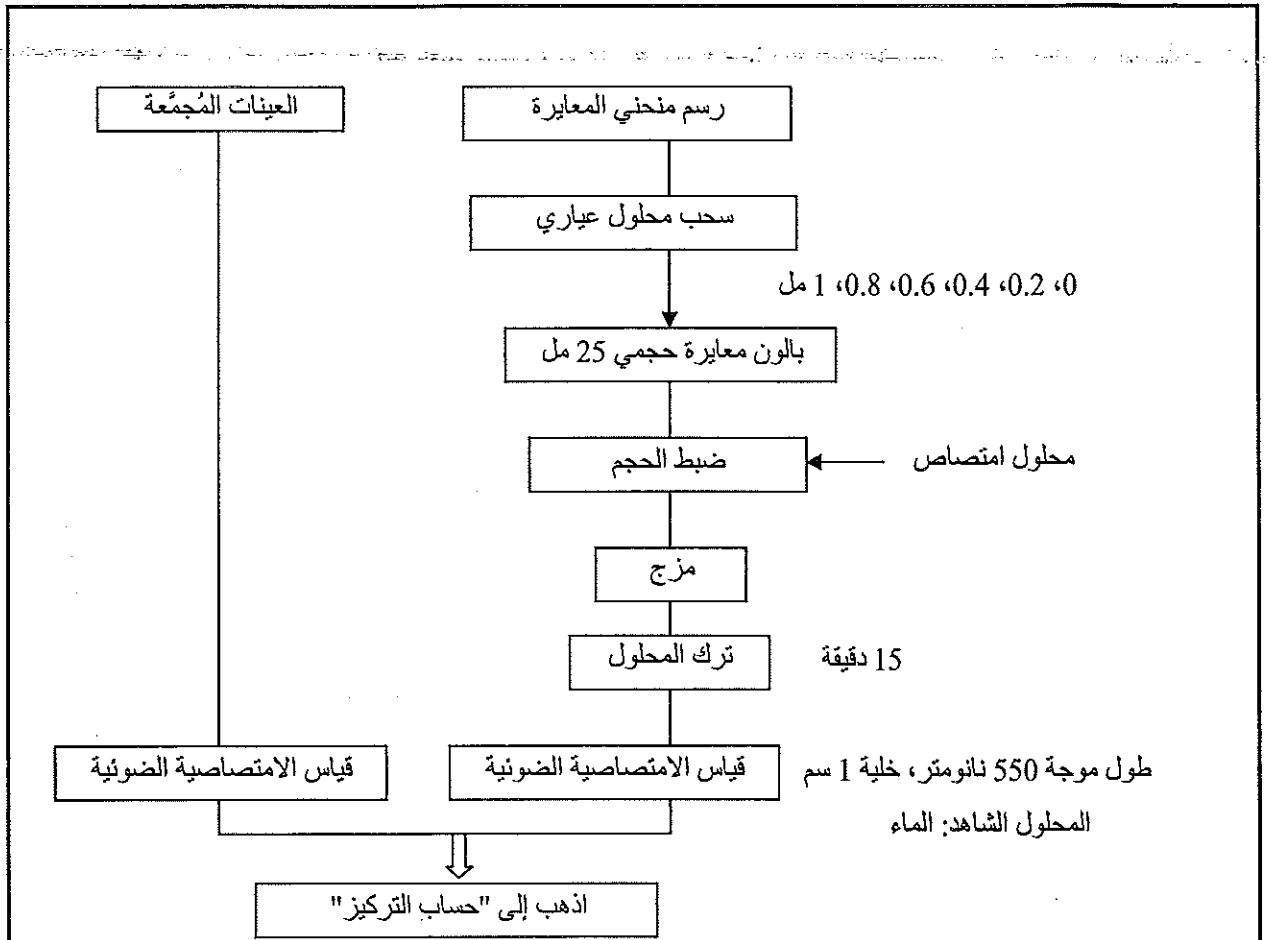 رسم منحني المعايرة
العينات المُجمَّعة
سحب محلول عياري
0، 0.2، 0.4، 0.6، 0.8، 1 مل
بالون معايرة حجمي 25 مل
ضبط الحجم
محلول امتصاص
مزج
ترك المحلول
15 دقيقة
قياس الامتصاصية الضوئية
قياس الامتصاصية الضوئية
طول موجة 550 نانومتر، خلية 1 سم
المحلول الشاهد: الماء
اذهب إلى "حساب التركيز"